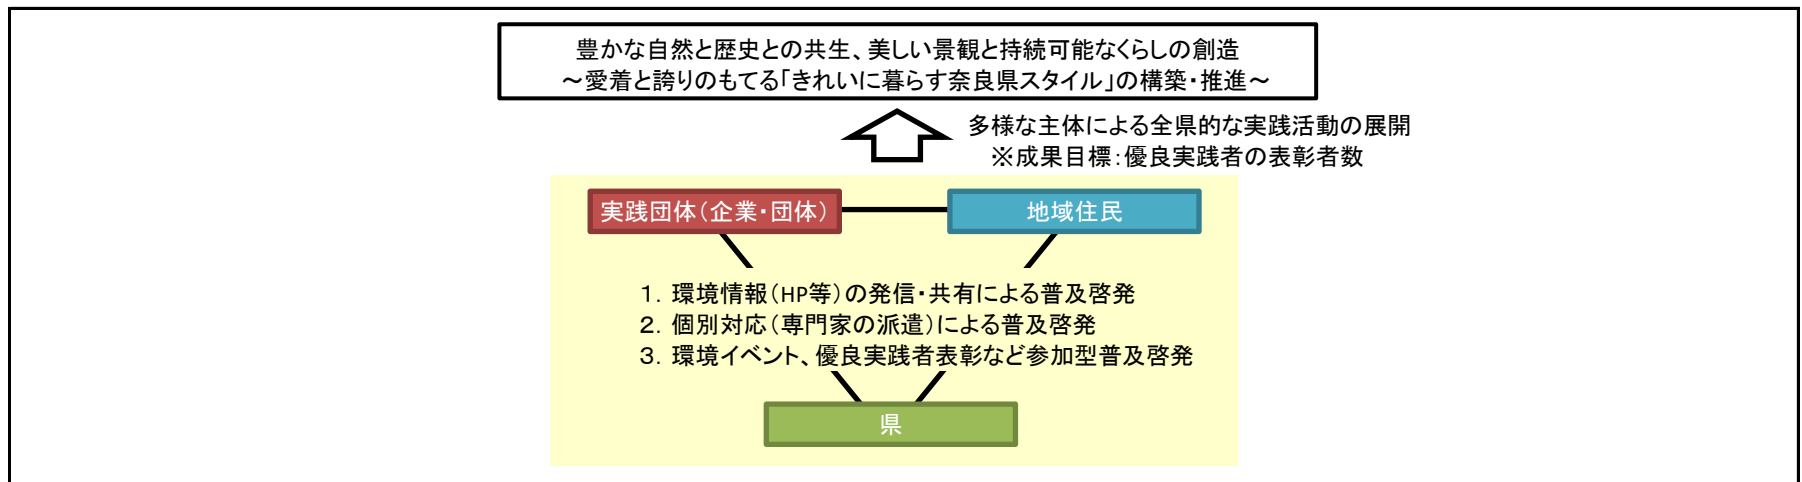 豊かな自然と歴史との共生、美しい景観と持続可能なくらしの創造
～愛着と誇りのもてる｢きれいに暮らす奈良県スタイル｣の構築・推進～
多様な主体による全県的な実践活動の展開
※成果目標：優良実践者の表彰者数
実践団体（企業・団体）
地域住民
１．環境情報（HP等）の発信・共有による普及啓発
２．個別対応（専門家の派遣）による普及啓発
３．環境イベント、優良実践者表彰など参加型普及啓発
県